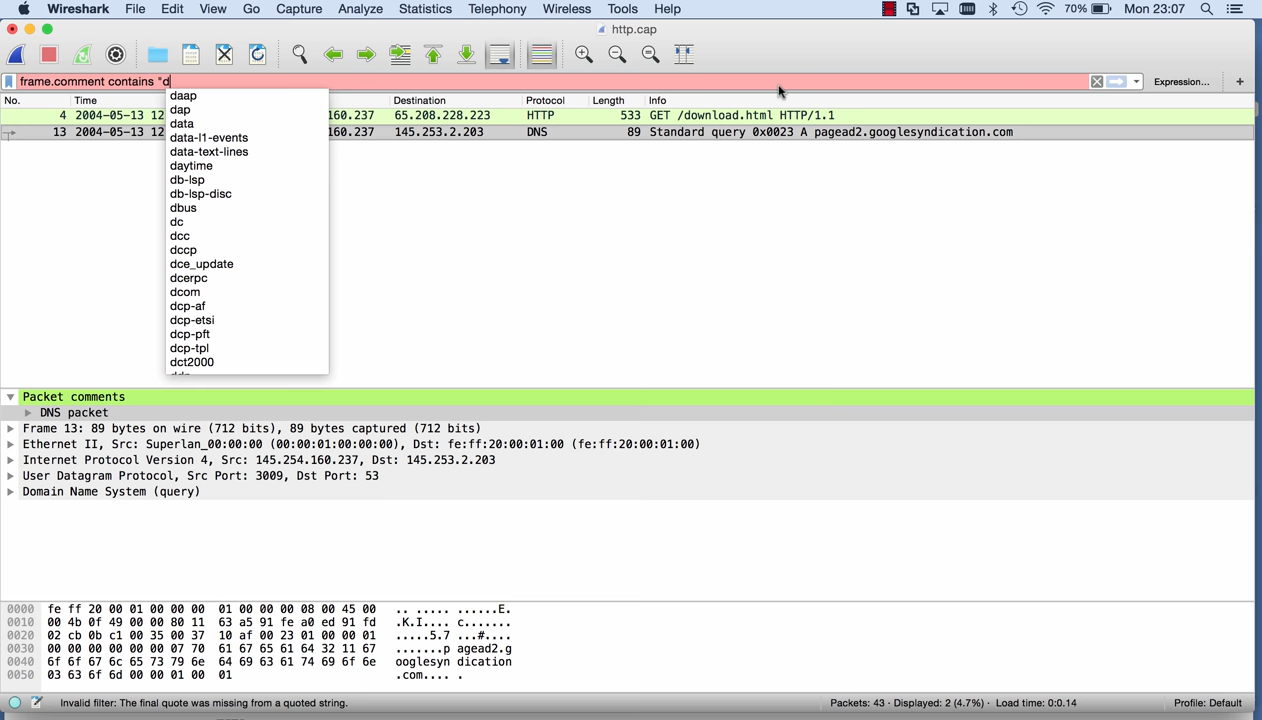 Wireshark File Edit View Go Capture Analyze Statistics Telephony Wireless Tools Help 70% Mon 23:07
http.cap
frame.comment contains "d Expression... +
No. Time Destination Protocol Length Info
4 2004-05-13 12 160.237 65.208.228.223 HTTP 533 GET /download.html HTTP/1.1
13 2004-05-13 12 160.237 145.253.2.203 DNS 89 Standard query 0x0023 A pagead2.googlesyndication.com
daap
dap
data
data-l1-events
data-text-lines
daytime
db-lsp
db-lsp-disc
dbus
dc
dcc
dccp
dce_update
dcerpc
dcom
dcp-af
dcp-etsi
dcp-pft
dcp-tpl
dct2000
Packet comments
DNS packet
Frame 13: 89 bytes on wire (712 bits), 89 bytes captured (712 bits)
Ethernet II, Src: Superlan_00:00:00 (00:00:01:00:00:00), Dst: fe:ff:20:00:01:00 (fe:ff:20:00:01:00)
Internet Protocol Version 4, Src: 145.254.160.237, Dst: 145.253.2.203
User Datagram Protocol, Src Port: 3009, Dst Port: 53
Domain Name System (query)
0000 fe ff 20 00 01 00 00 00 01 00 00 00 08 00 45 00 .. ..... ......E.
0010 00 4b 0f 49 00 00 80 11 63 a5 91 fe a0 ed 91 fd .K.I.... c.......
0020 02 cb 0b c1 00 35 00 37 10 af 00 23 01 00 00 01 .....5.7 ...#....
0030 00 00 00 00 00 00 07 70 61 67 65 61 64 32 11 67 .......p agead2.g
0040 6f 6f 67 6c 65 73 79 6e 64 69 63 61 74 69 6f 6e ooglesyn dication
0050 03 63 6f 6d 00 00 01 00 01 .com.... .
Invalid filter: The final quote was missing from a quoted string. Packets: 43 · Displayed: 2 (4.7%) · Load time: 0:0.14 Profile: Default